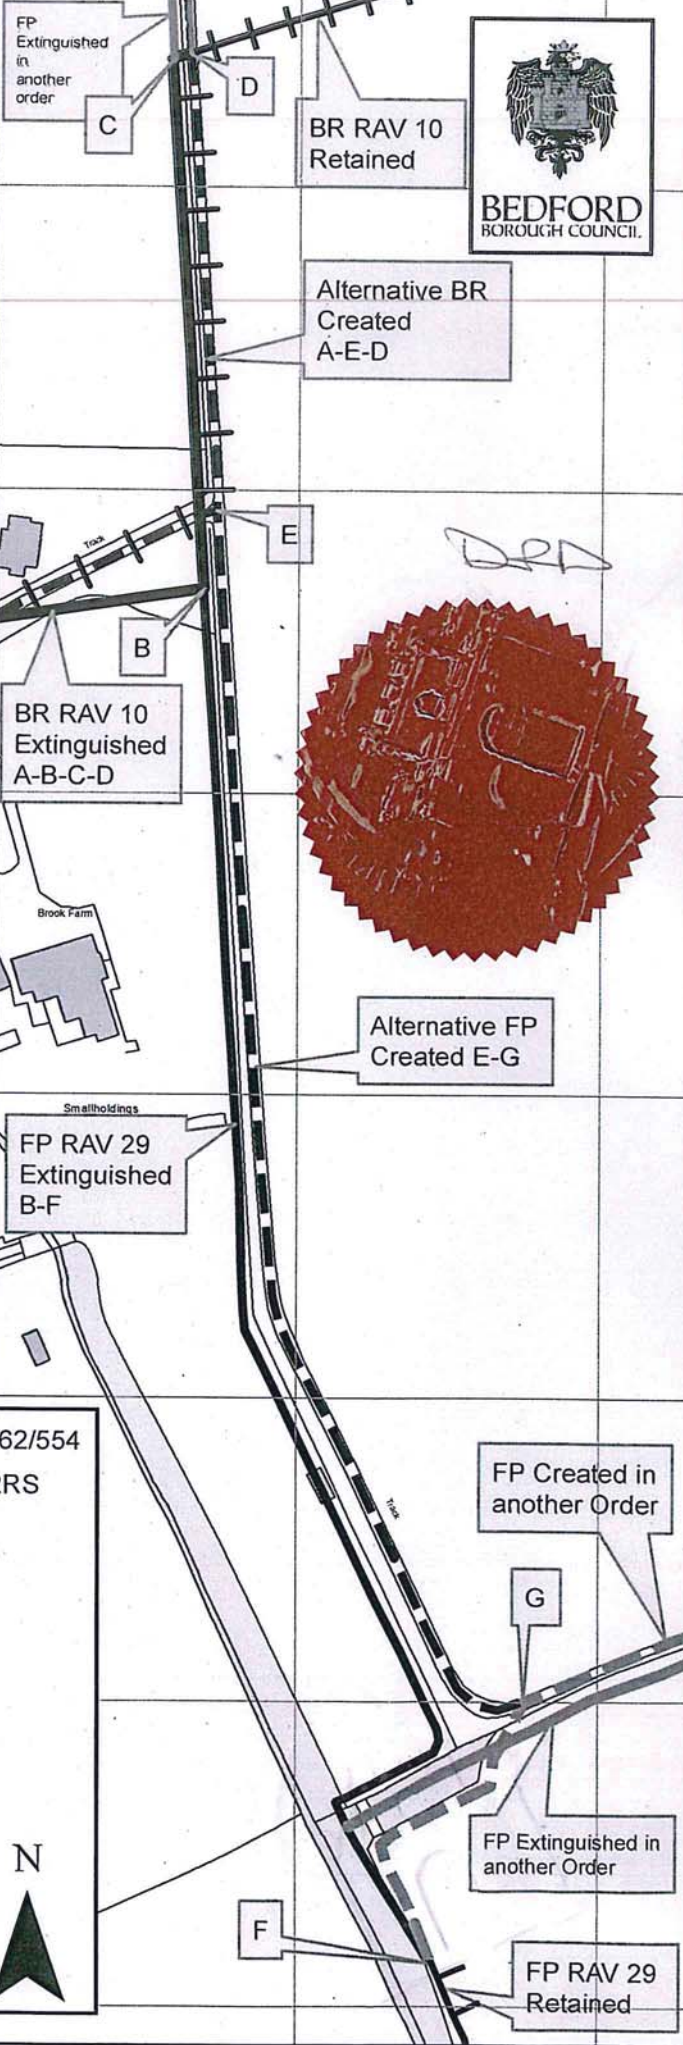 FP
Extinguished
in
another
order
C
D
BR RAV 10
Retained
BEDFORD
BOROUGH COUNCIL
Alternative BR
Created
A-E-D
Track
E
B
BR RAV 10
Extinguished
A-B-C-D
Brook Farm
Alternative FP
Created E-G
Smallholdings
FP RAV 29
Extinguished
B-F
62/554
RS
Track
FP Created in
another Order
G
FP Extinguished in
another Order
N
F
FP RAV 29
Retained